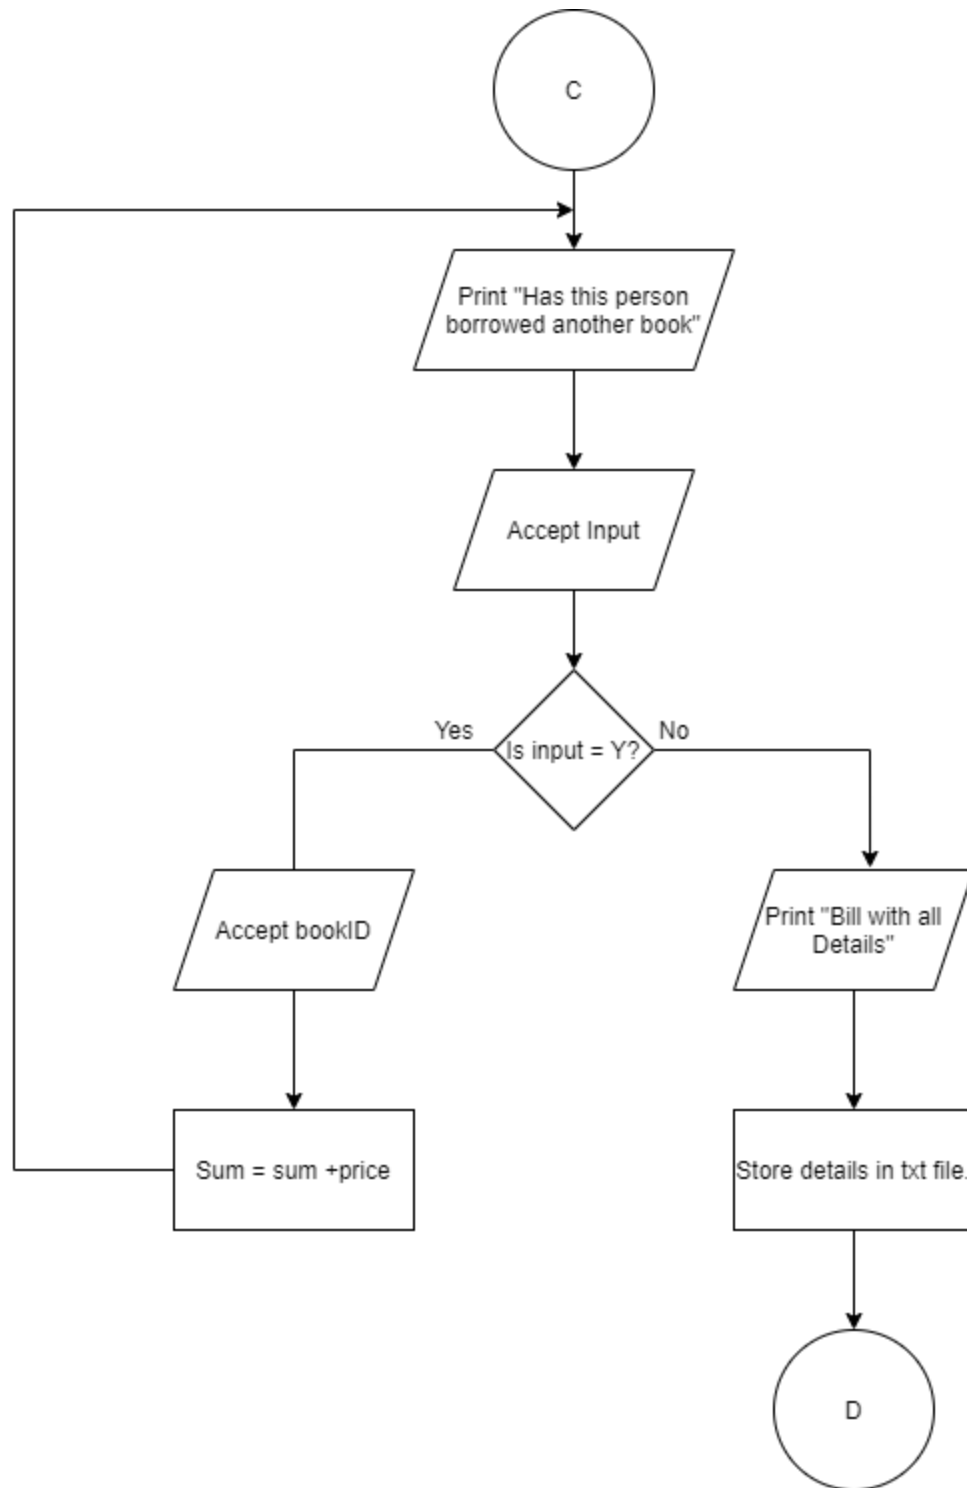 C
Print "Has this person
borrowed another book"
Accept Input
Is input = Y?
Yes
No
Accept bookID
Print "Bill with all
Details"
Sum = sum +price
Store details in txt file.
D